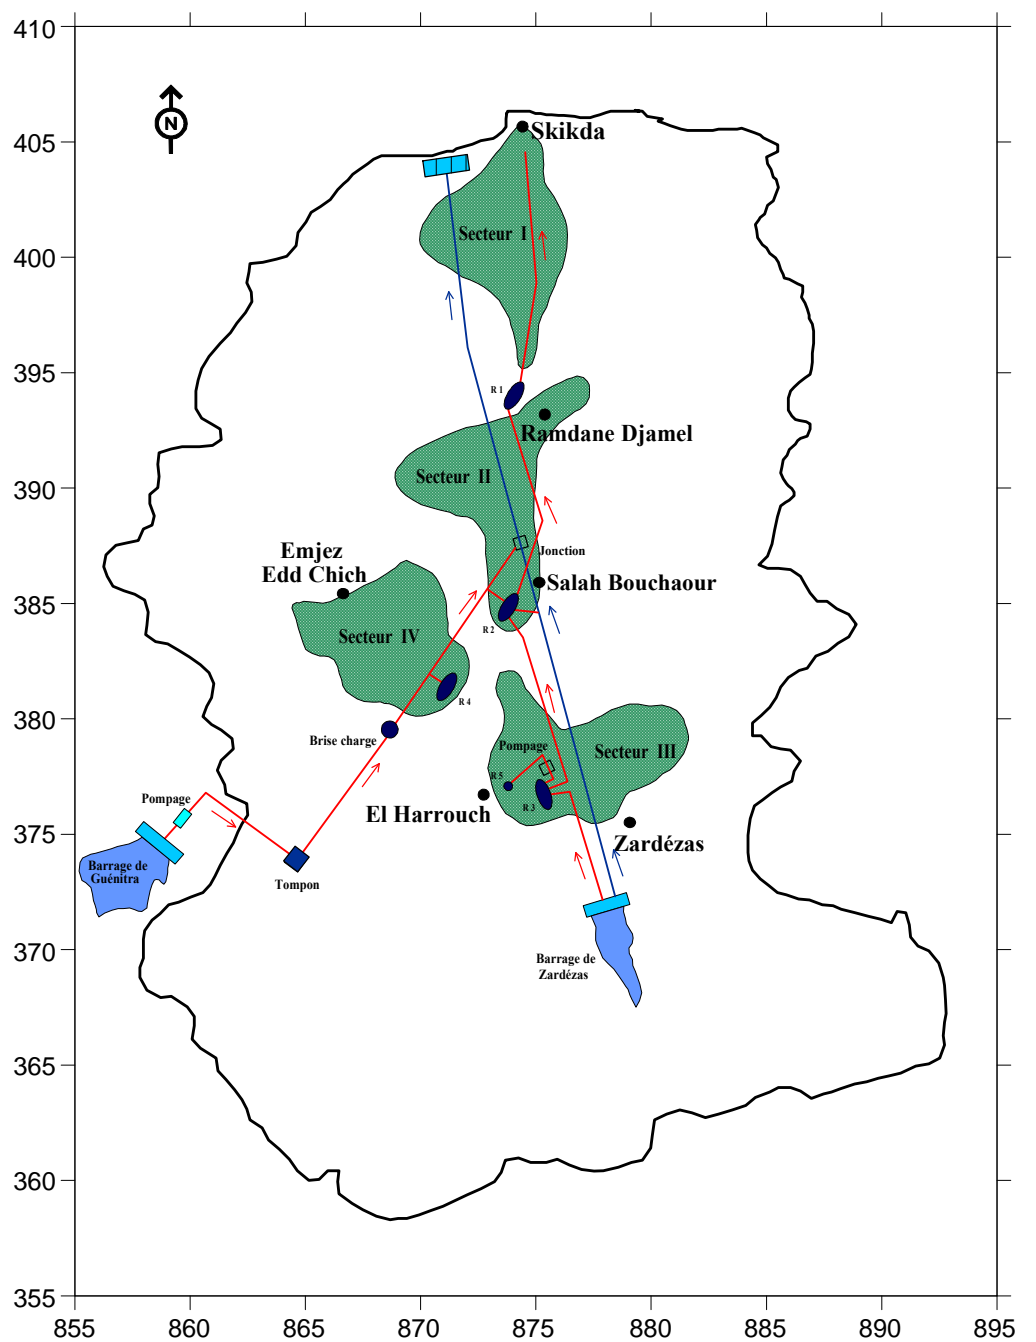 410
405
400
395
390
385
380
375
370
365
360
355
N
Skikda
Secteur I
R 1
Ramdane Djamel
Secteur II
Jonction
Emjez
Edd Chich
Salah Bouchaour
R 2
Secteur IV
R 4
Brise charge
Pompage
Secteur III
R 5
R 3
El Harrouch
Pompage
Zardézas
Barrage de
Guénitra
Tompon
Barrage de
Zardézas
855 860 865 870 875 880 885 890 895